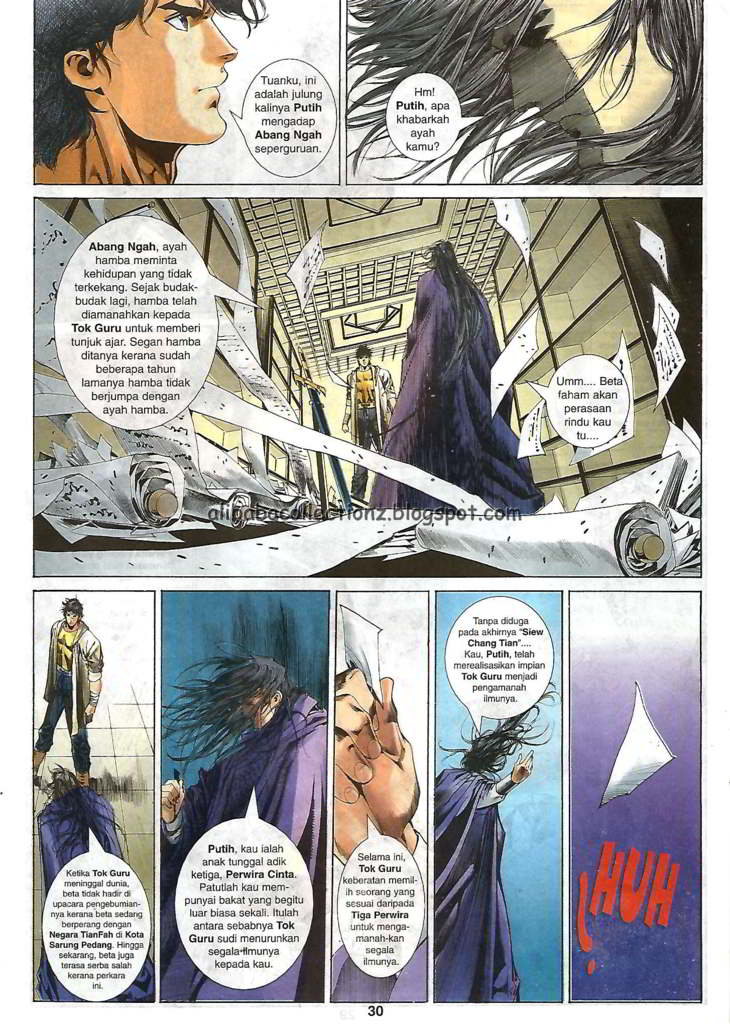 Tuanku, ini
adalah julung
kalinya Putih
mengadap
Abang Ngah
seperguruan.
Hm!
Putih, apa
khabarkah
ayah
kamu?
Abang Ngah, ayah
hamba meminta
kehidupan yang tidak
terkekang. Sejak budak-
budak lagi, hamba telah
diamanahkan kepada
Tok Guru untuk memberi
tunjuk ajar. Segan hamba
ditanya kerana sudah
beberapa tahun
lamanya hamba tidak
berjumpa dengan
ayah hamba.
Umm.... Beta
faham akan
perasaan
rindu kau
tu....
alibabacollectionz.blogspot.com
Ketika Tok Guru
meninggal dunia,
beta tidak hadir di
upacara pengebumian-
nya kerana beta sedang
berperang dengan
Negara TianFah di Kota
Sarung Pedang. Hingga
sekarang, beta juga
terasa serba salah
kerana perkara
ini.
Putih, kau ialah
anak tunggal adik
ketiga, Perwira Cinta.
Patutlah kau mem-
punyai bakat yang begitu
luar biasa sekali. Itulah
antara sebabnya Tok
Guru sudi menurunkan
segala-ilmunya
kepada kau.
Selama ini,
Tok Guru
keberatan memil-
ih seorang yang
sesuai daripada
Tiga Perwira
untuk menga-
manah-kan segala
ilmunya.
Tanpa diduga
pada akhirnya "Siew
Chang Tian"....
Kau, Putih, telah
merealisasikan impian
Tok Guru menjadi
pengamanah
ilmunya.
HUH
30